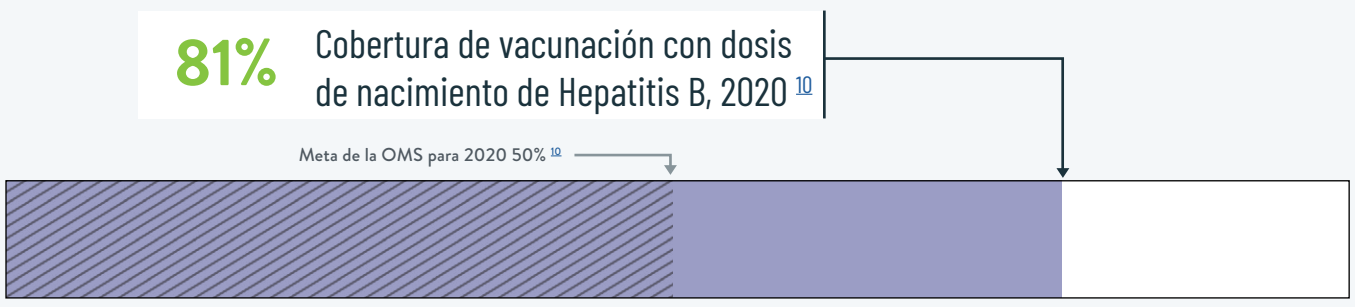 81%
Cobertura de vacunación con dosis
de nacimiento de Hepatitis B, 2020 10
Meta de la OMS para 2020 50% 10